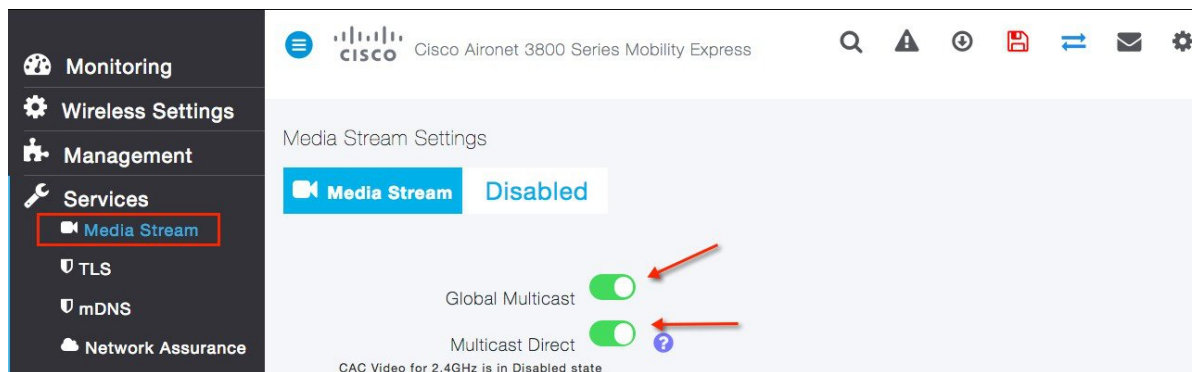 CISCO Cisco Aironet 3800 Series Mobility Express
Monitoring
Wireless Settings
Management
Services
Media Stream
TLS
mDNS
Network Assurance
Media Stream Settings
Media Stream Disabled
Global Multicast
Multicast Direct ?
CAC Video for 2.4GHz is in Disabled state